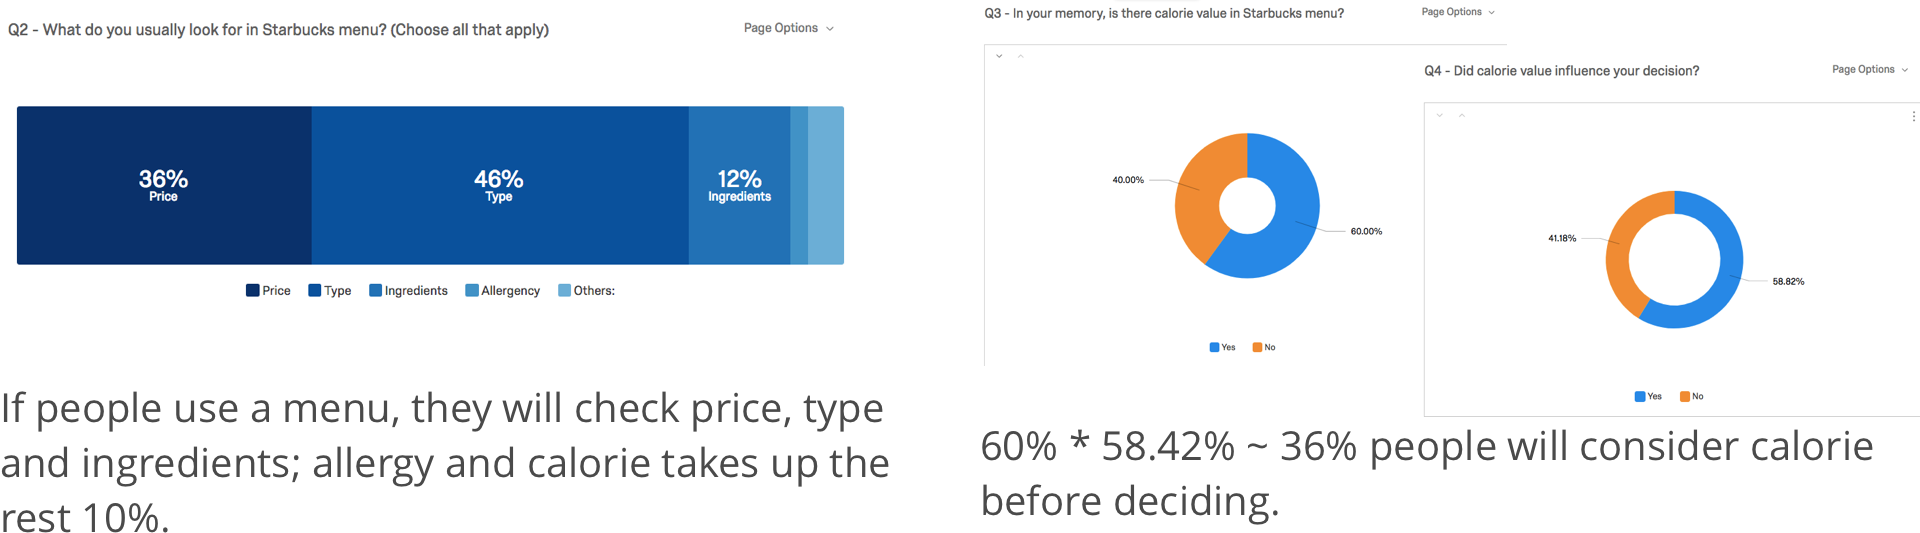 Q2 - What do you usually look for in Starbucks menu? (Choose all that apply)
Page Options
36%
Price
46%
Type
12%
Ingredients
Price
Type
Ingredients
Allergency
Others:
If people use a menu, they will check price, type
and ingredients; allergy and calorie takes up the
rest 10%.
Q3 - In your memory, is there calorie value in Starbucks menu?
Page Options
40.00%
60.00%
Yes
No
Q4 - Did calorie value influence your decision?
Page Options
41.18%
58.82%
Yes
No
60% * 58.42% ~ 36% people will consider calorie
before deciding.